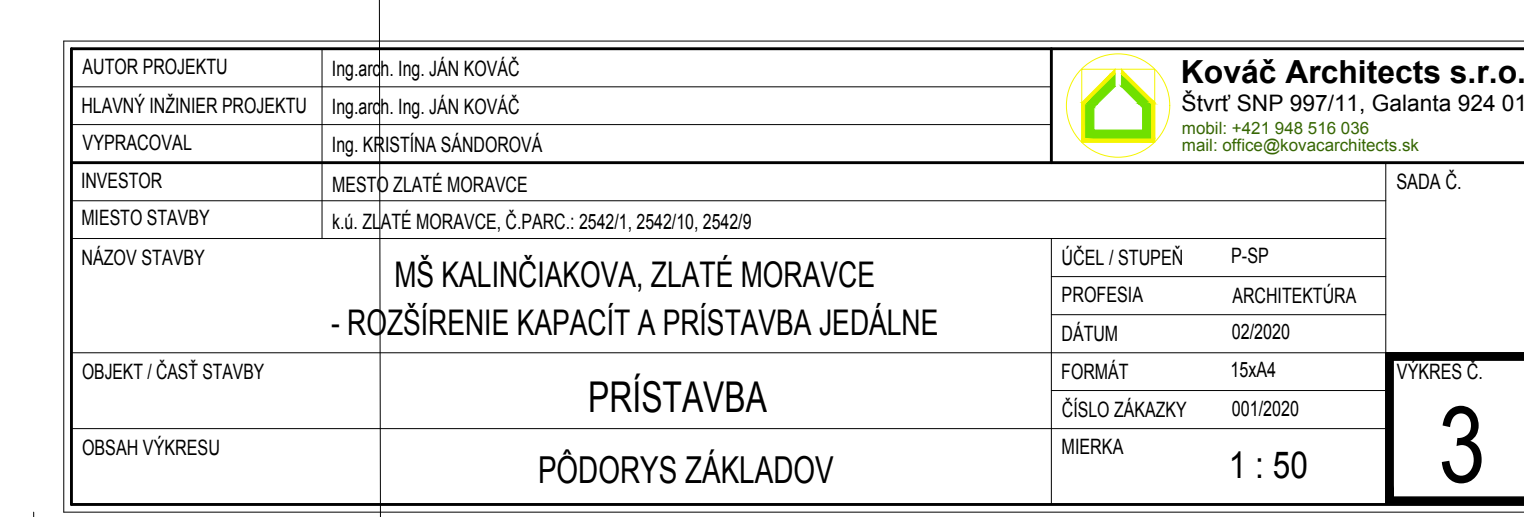 AUTOR PROJEKTU Ing.arch. Ing. JÁN KOVÁČ
HLAVNÝ INŽINIER PROJEKTU Ing.arch. Ing. JÁN KOVÁČ
VYPRACOVAL Ing. KRISTÍNA SÁNDOROVÁ
Kováč Architects s.r.o.
Štvrť SNP 997/11, Galanta 924 01
mobil: +421 948 516 036
mail: office@kovacarchitects.sk
INVESTOR MESTO ZLATÉ MORAVCE
MIESTO STAVBY k.ú. ZLATÉ MORAVCE, Č.PARC.: 2542/1, 2542/10, 2542/9
SADA Č.
NÁZOV STAVBY
MŠ KALINČIAKOVA, ZLATÉ MORAVCE
- ROZŠÍRENIE KAPACÍT A PRÍSTAVBA JEDÁLNE
ÚČEL / STUPEŇ P-SP
PROFESIA ARCHITEKTÚRA
DÁTUM 02/2020
OBJEKT / ČASŤ STAVBY
PRÍSTAVBA
FORMÁT 15xA4
ČÍSLO ZÁKAZKY 001/2020
VÝKRES Č.
3
OBSAH VÝKRESU
PÔDORYS ZÁKLADOV
MIERKA 1 : 50